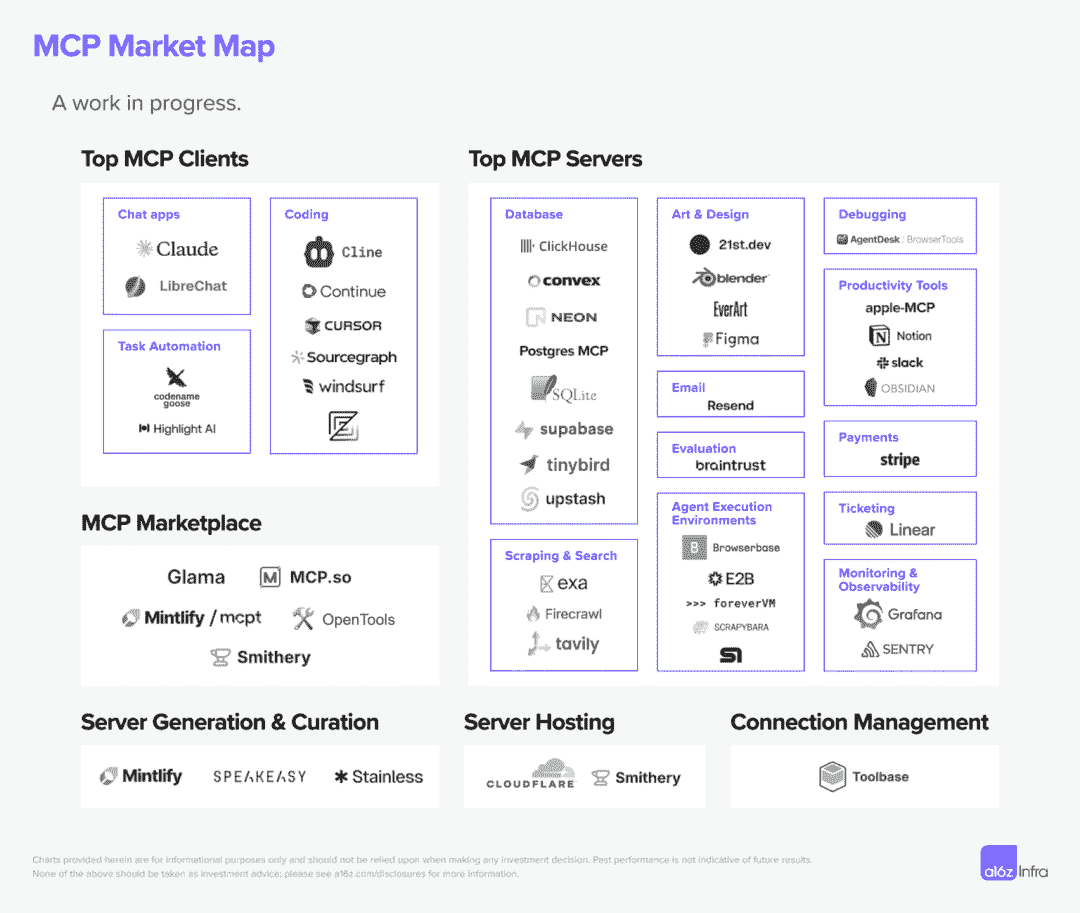 MCP Market Map
A work in progress.
Top MCP Clients
Chat apps
Claude
LibreChat
Task Automation
codename
goose
Highlight AI
Coding
Cline
Continue
CURSOR
Sourcegraph
windsurf
Top MCP Servers
Database
ClickHouse
convex
NEON
Postgres MCP
SQLite
supabase
tinybird
upstash
Scraping & Search
exa
Firecrawl
tavily
Art & Design
21st.dev
blender
EverArt
Figma
Email
Resend
Evaluation
braintrust
Agent Execution
Environments
B Browserbase
E2B
>>> foreverVM
SCRAPYBARA
Debugging
AgentDesk / BrowserTools
Productivity Tools
apple-MCP
Notion
slack
OBSIDIAN
Payments
stripe
Ticketing
Linear
Monitoring &
Observability
Grafana
SENTRY
MCP Marketplace
Glama
M MCP.so
Mintlify / mcpt
OpenTools
Smithery
Server Generation & Curation
Mintlify
SPEAKEASY
Stainless
Server Hosting
CLOUDFLARE
Smithery
Connection Management
Toolbase
Charts provided herein are for informational purposes only and should not be relied upon when making any investment decision. Past performance is not indicative of future results.
None of the above should be taken as investment advice; please see a16z.com/disclosures for more information.
a16z Infra